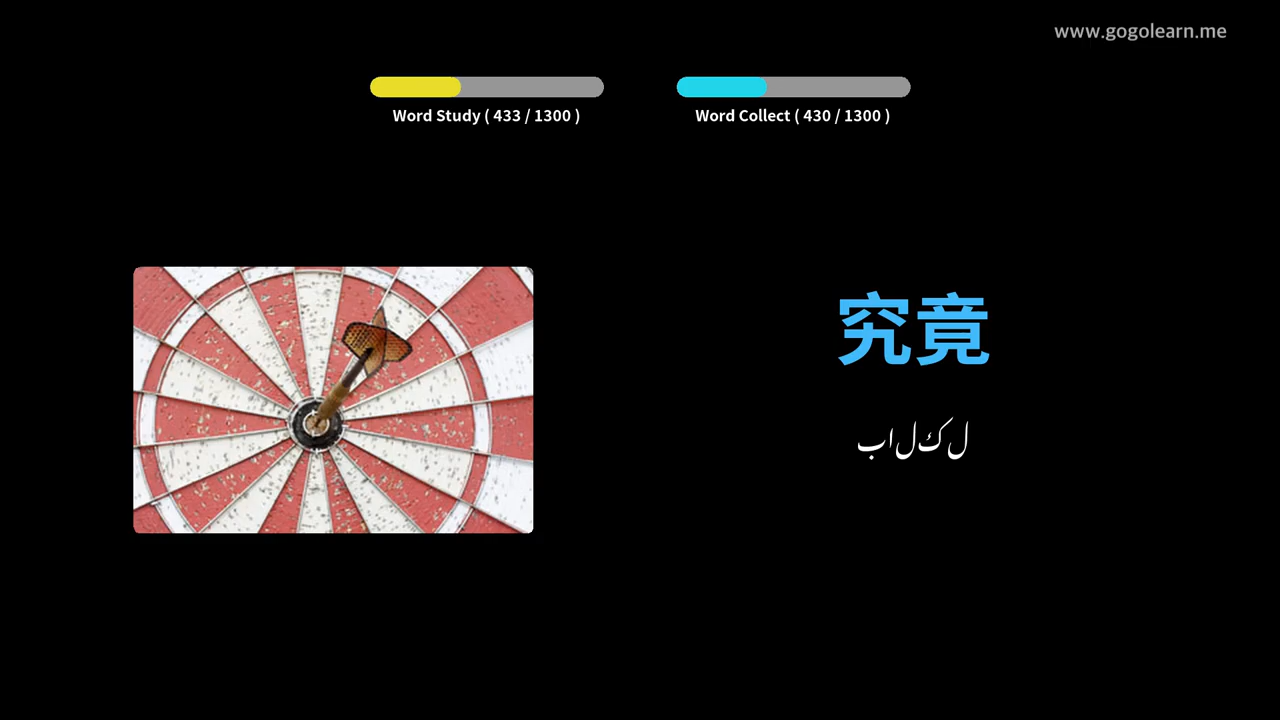 www.gogolearn.me
Word Study ( 433 / 1300 )
Word Collect ( 430 / 1300 )
究竟
بالکل